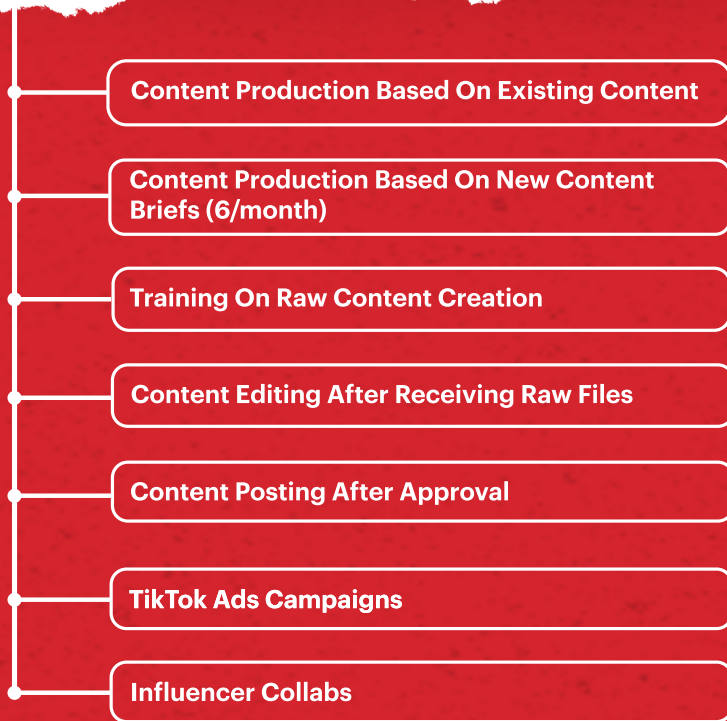 Content Production Based On Existing Content
Content Production Based On New Content
Briefs (6/month)
Training On Raw Content Creation
Content Editing After Receiving Raw Files
Content Posting After Approval
TikTok Ads Campaigns
Influencer Collabs